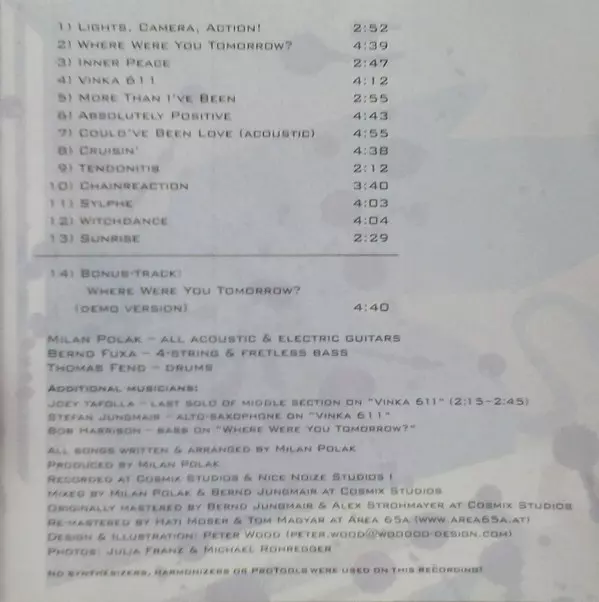 1) Lights, Camera, Action! 2:52
2) Where Were You Tomorrow? 4:39
3) Inner Peace 2:47
4) Vinka 611 4:12
5) More Than I've Been 2:55
6) Absolutely Positive 4:43
7) Could've Been Love (acoustic) 4:55
8) Cruisin' 4:38
9) Tendonitis 2:12
10) Chainreaction 3:40
11) Sylphe 4:03
12) Witchdance 4:04
13) Sunrise 2:29
14) Bonus-Track:
Where Were You Tomorrow?
(demo version) 4:40
Milan Polak – all acoustic & electric guitars
Bernd Fuxa – 4-string & fretless bass
Thomas Feng – drums
Additional musicians:
Joey Tafolla – last solo of middle section on "Vinka 611" (2:15-2:45)
Stefan Jungmair – alto-saxophone on "Vinka 611"
Bob Harrison – bass on "Where Were You Tomorrow?"
All songs written & arranged by Milan Polak
Produced by Milan Polak
Recorded at Cosmix Studios & Nice Noize Studios I
Mixed by Milan Polak & Bernd Jungmair at Cosmix Studios
Originally mastered by Bernd Jungmair & Alex Strohmayer at Cosmix Studios
Re-mastered by Hati Moser & Tom Madyar at Area 65a (www.area65a.at)
Design & Illustration: Peter Wood (peter.wood@wooood-design.com)
Photos: Julia Franz & Michael Rohregger
No synthesizers, harmonizers or ProTools were used on this recording!